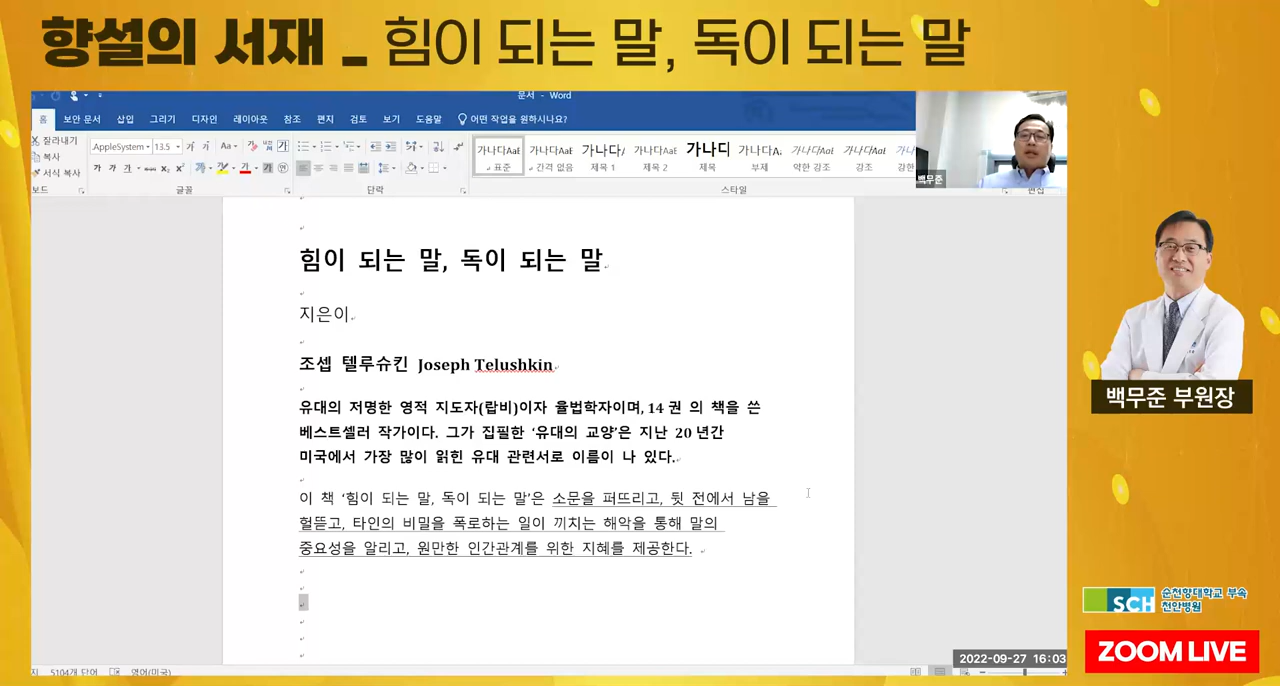 향설의 서재 _ 힘이 되는 말, 독이 되는 말
문서 - Word
홈 보안 문서 삽입 그리기 디자인 레이아웃 참조 편지 검토 보기 도움말 어떤 작업을 원하시나요?
잘라내기
복사
서식 복사
AppleSystem 13.5
가나다AaB 가나다AaB 가나다/ 가나다AaB 가나디 가나다A 가나다AaB 가나다AaB
표준 간격 없음 제목 1 제목 2 제목 부제 약한 강조 강조
글꼴 단락 스타일 편집
백무준
힘이 되는 말, 독이 되는 말
지은이
조셉 텔루슈킨 Joseph Telushkin
유대의 저명한 영적 지도자(랍비)이자 율법학자이며, 14 권 의 책을 쓴
베스트셀러 작가이다. 그가 집필한 ‘유대의 교양’은 지난 20 년간
미국에서 가장 많이 읽힌 유대 관련서로 이름이 나 있다.
이 책 ‘힘이 되는 말, 독이 되는 말’은 소문을 퍼뜨리고, 뒷 전에서 남을
헐뜯고, 타인의 비밀을 폭로하는 일이 끼치는 해악을 통해 말의
중요성을 알리고, 원만한 인간관계를 위한 지혜를 제공한다.
5104개 단어 영어(미국)
2022-09-27 16:03
백무준 부원장
SCH 순천향대학교 부속
천안병원
ZOOM LIVE